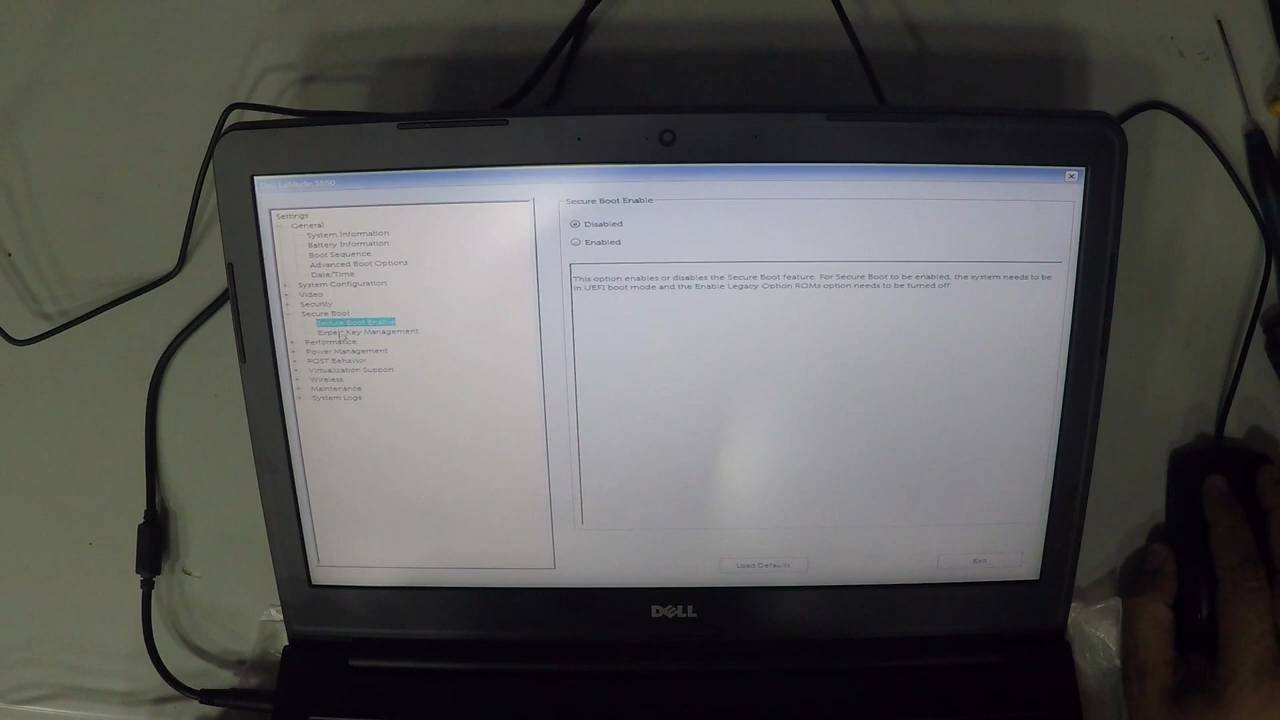 Dell Latitude 3550
Settings
General
System Information
Battery Information
Boot Sequence
Advanced Boot Options
Date/Time
System Configuration
Video
Security
Secure Boot
Secure Boot Enable
Expert Key Management
Performance
Power Management
POST Behavior
Virtualization Support
Wireless
Maintenance
System Logs
Secure Boot Enable
Disabled
Enabled
This option enables or disables the Secure Boot feature. For Secure Boot to be enabled, the system needs to be
in UEFI boot mode and the Enable Legacy Option ROMs option needs to be turned off
Load Defaults
Exit
DELL